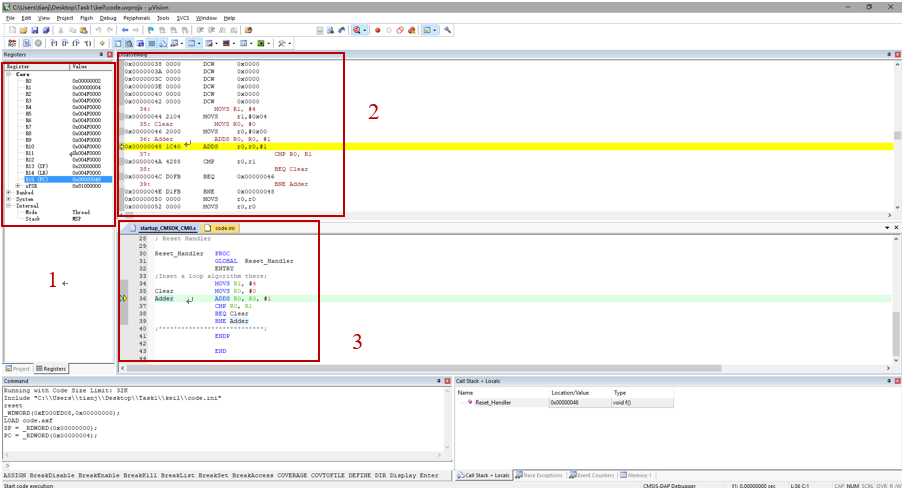 C:\Users\tianj\Desktop\Task1\keil\code.uvprojx - µVision
File Edit View Project Flash Debug Peripherals Tools SVCS Window Help
Registers
Register Value
Core
R0 0x00000002
R1 0x00000004
R2 0x004F0000
R3 0x004F0000
R4 0x004F0000
R5 0x004F0000
R6 0x004F0000
R7 0x004F0000
R8 0x004F0000
R9 0x004F0000
R10 0x004F0000
R11 0x004F0000
R12 0x004F0000
R13 (SP) 0x20000000
R14 (LR) 0x004F0000
R15 (PC) 0x00000048
xPSR 0x81000000
Banked
System
Internal
Mode Thread
Stack MSP
1
Project Registers
Disassembly
0x00000038 0000 DCW 0x0000
0x0000003A 0000 DCW 0x0000
0x0000003C 0000 DCW 0x0000
0x0000003E 0000 DCW 0x0000
0x00000040 0000 DCW 0x0000
0x00000042 0000 DCW 0x0000
34: MOVS R1, #4
0x00000044 2104 MOVS r1,#0x04
35: Clear MOVS R0, #0
0x00000046 2000 MOVS r0,#0x00
36: Adder ADDS R0, R0, #1
0x00000048 1C40 ADDS r0,r0,#1
37: CMP R0, R1
0x0000004A 4288 CMP r0,r1
38: BEQ Clear
0x0000004C D0FB BEQ 0x00000046
39: BNE Adder
0x0000004E D1FB BNE 0x00000048
0x00000050 0000 MOVS r0,r0
0x00000052 0000 MOVS r0,r0
2
startup_CMSDK_CM0.s code.ini
28 ; Reset Handler
29
30 Reset_Handler PROC
31 GLOBAL Reset_Handler
32 ENTRY
33 ;Inset a loop algorithm there;
34 MOVS R1, #4
35 Clear MOVS R0, #0
36 Adder ADDS R0, R0, #1
37 CMP R0, R1
38 BEQ Clear
39 BNE Adder
40 ;***************************;
41 ENDP
42
43 END
44
3
Command
Running with Code Size Limit: 32K
Include "C:\\Users\\tianj\\Desktop\\Task1\\keil\\code.ini"
reset
_WDWORD(0xE000ED08,0x00000000);
LOAD code.axf
SP = _RDWORD(0x00000000);
PC = _RDWORD(0x00000004);
>
ASSIGN BreakDisable BreakEnable BreakKill BreakList BreakSet BreakAccess COVERAGE COVTOFILE DEFINE DIR Display Enter
Call Stack + Locals
Name Location/Value Type
Reset_Handler 0x00000046 void f()
Call Stack + Locals Trace Exceptions Event Counters Memory 1
Start code execution CMSIS-DAP Debugger t1: 0.00000000 sec L:36 C:1 CAP NUM SCRL OVR R/W